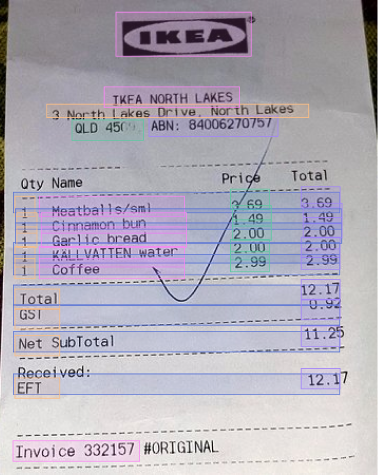 IKEA
IKEA NORTH LAKES
3 North Lakes Drive, North Lakes
QLD ABN: 84006270757
Qty Name Price Total
1 Meatballs/sml 3.69 3.69
1 Cinnamon bun 1.49 1.49
1 Garlic bread 2.00 2.00
1 KALLVATTEN water 2.00 2.00
1 Coffee 2.99 2.99
Total 12.17
GST 0.92
Net SubTotal 11.25
Received:
EFT 12.17
Invoice 332157 #ORIGINAL